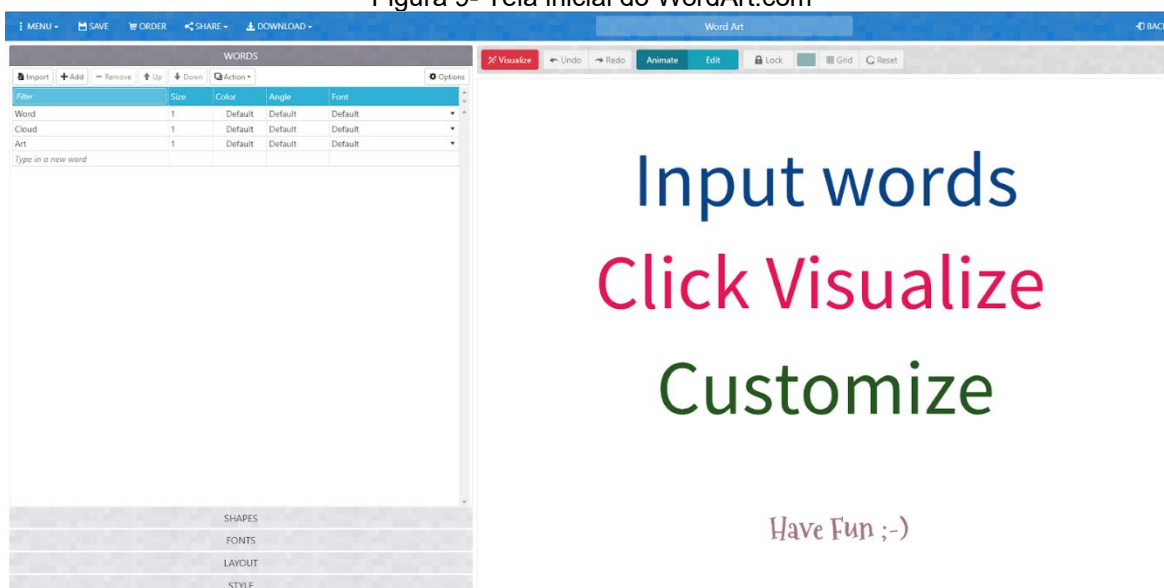 Figura 9- Tela inicial do WordArt.com
MENU SAVE ORDER SHARE DOWNLOAD Word Art BACK
WORDS
Import Add Remove Up Down Action Options
Filter Size Color Angle Font
Word 1 Default Default Default
Cloud 1 Default Default Default
Art 1 Default Default Default
Type in a new word
SHAPES
FONTS
LAYOUT
STYLE
Visualize Undo Redo Animate Edit Lock Grid Reset
Input words
Click Visualize
Customize
Have Fun ;-)